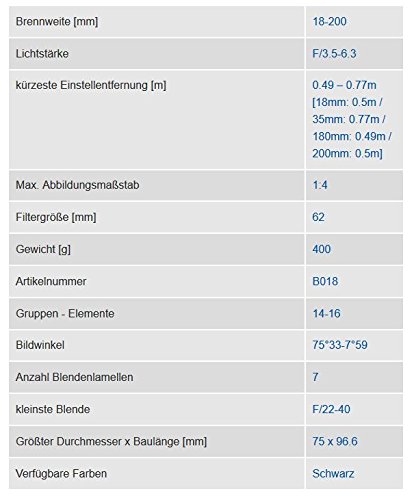 Brennweite [mm] 18-200
Lichtstärke F/3.5-6.3
kürzeste Einstellentfernung [m] 0.49 – 0.77m
[18mm: 0.5m /
35mm: 0.77m /
180mm: 0.49m /
200mm: 0.5m]
Max. Abbildungsmaßstab 1:4
Filtergröße [mm] 62
Gewicht [g] 400
Artikelnummer B018
Gruppen - Elemente 14-16
Bildwinkel 75°33-7°59
Anzahl Blendenlamellen 7
kleinste Blende F/22-40
Größter Durchmesser x Baulänge [mm] 75 x 96.6
Verfügbare Farben Schwarz